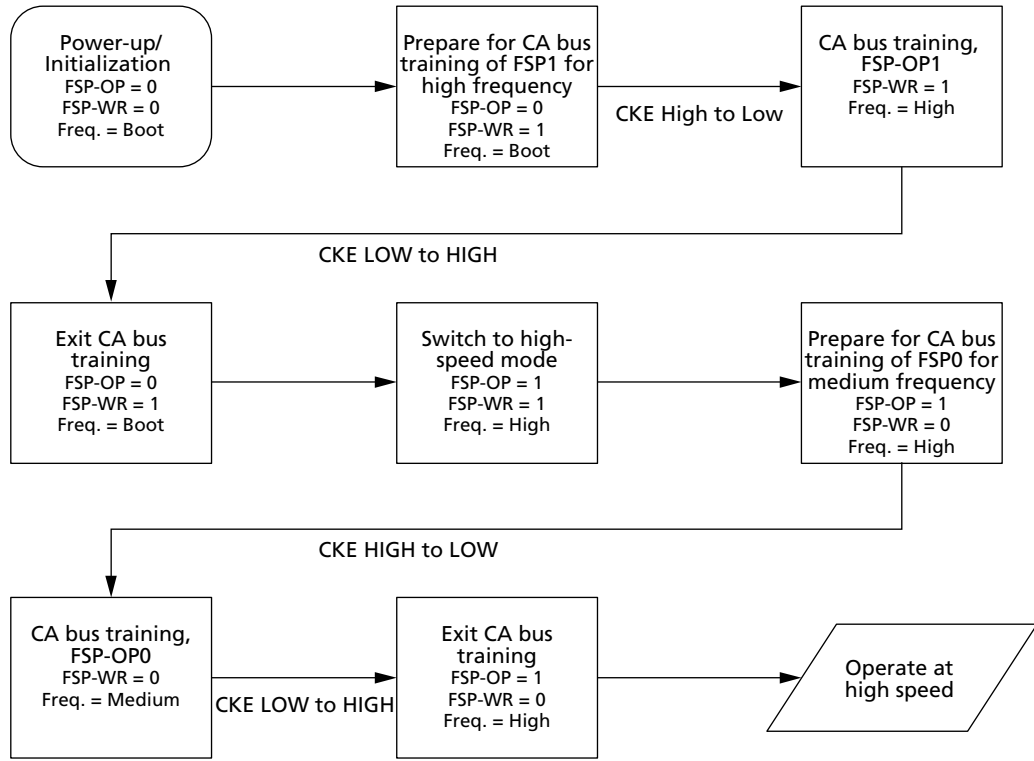 Power-up/
Initialization
FSP-OP = 0
FSP-WR = 0
Freq. = Boot
Prepare for CA bus
training of FSP1 for
high frequency
FSP-OP = 0
FSP-WR = 1
Freq. = Boot
CKE High to Low
CA bus training,
FSP-OP1
FSP-WR = 1
Freq. = High
CKE LOW to HIGH
Exit CA bus
training
FSP-OP = 0
FSP-WR = 1
Freq. = Boot
Switch to high-
speed mode
FSP-OP = 1
FSP-WR = 1
Freq. = High
Prepare for CA bus
training of FSP0 for
medium frequency
FSP-OP = 1
FSP-WR = 0
Freq. = High
CKE HIGH to LOW
CA bus training,
FSP-OP0
FSP-WR = 0
Freq. = Medium
CKE LOW to HIGH
Exit CA bus
training
FSP-OP = 1
FSP-WR = 0
Freq. = High
Operate at
high speed